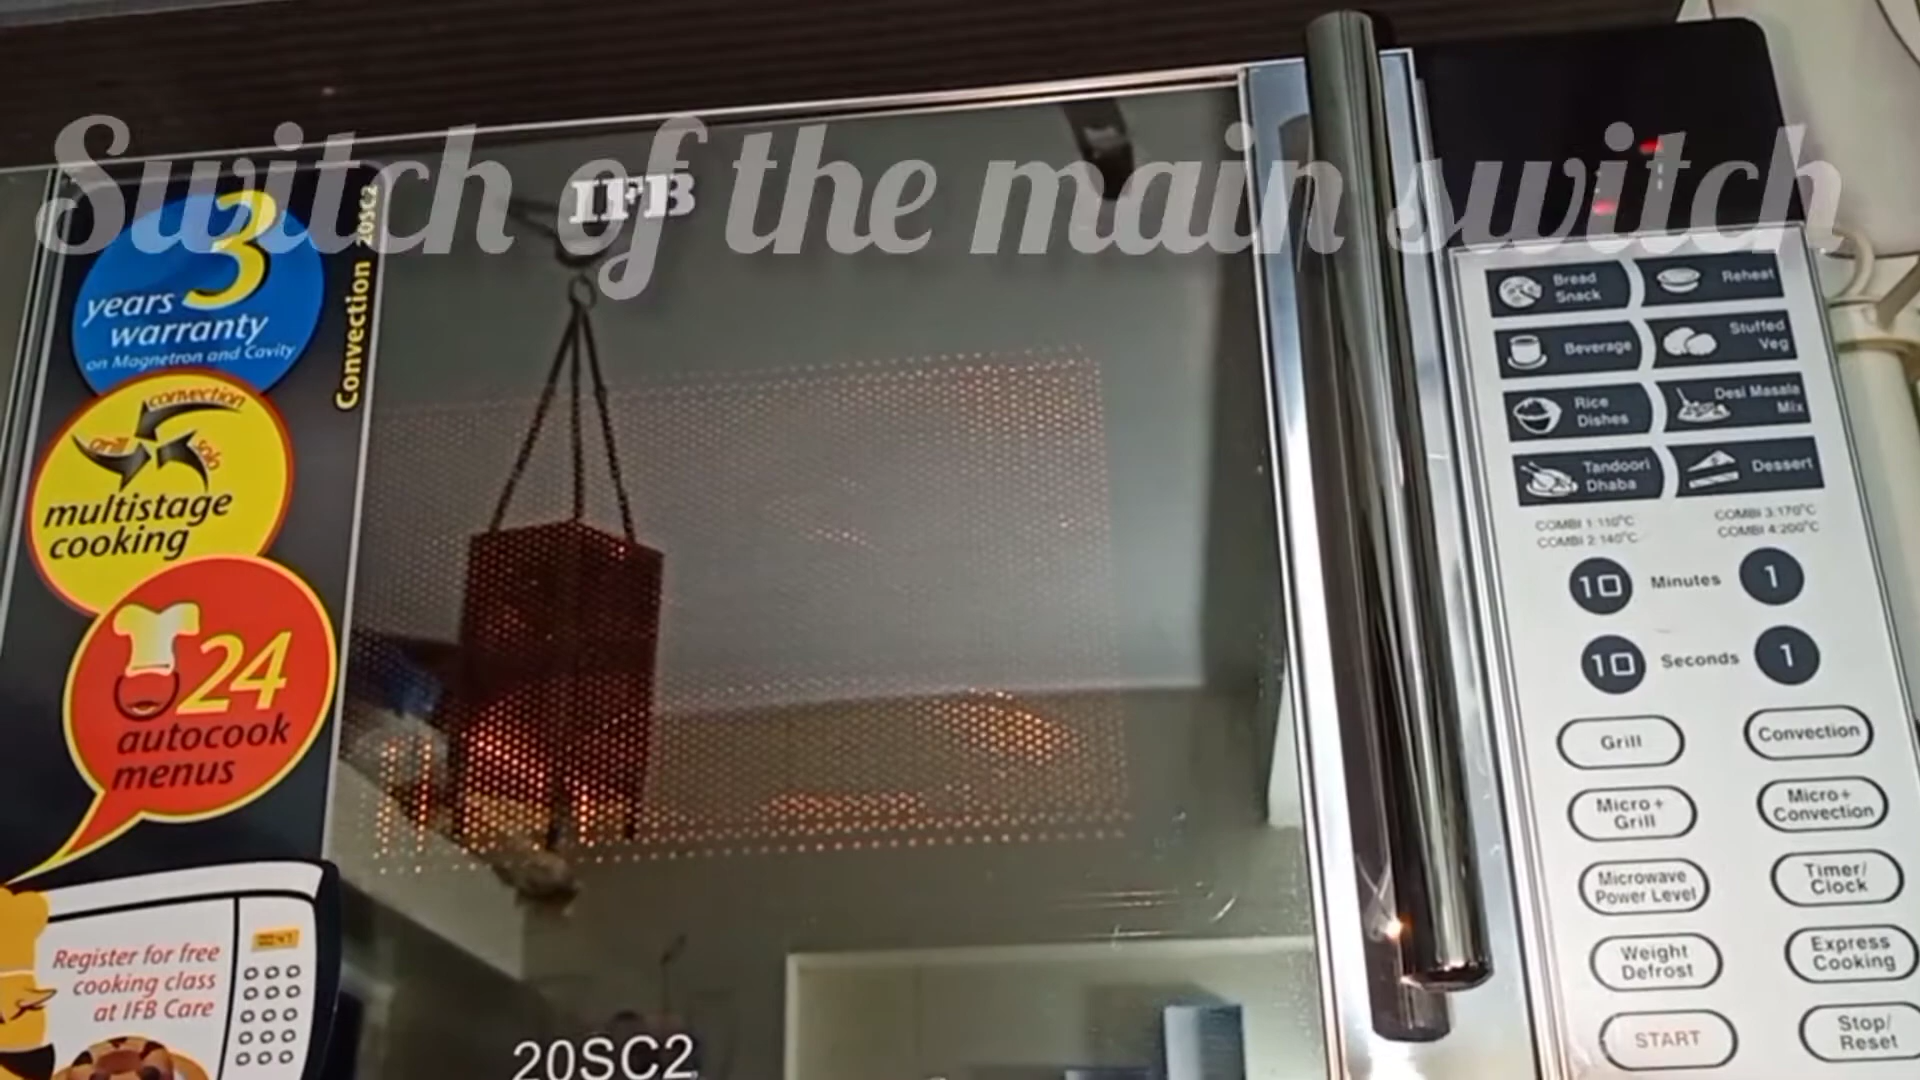 Switch of the main switch
IFB
3
years
warranty
on Magnetron and Cavity
Convection 20SC2
convection
grill
solo
multistage
cooking
24
autocook
menus
Register for free
cooking class
at IFB Care
20SC2
Bread
Snack
Reheat
Beverage
Stuffed
Veg
Rice
Dishes
Desi Masala
Mix
Tandoori
Dhaba
Dessert
COMBI 1:110°C
COMBI 2:140°C
COMBI 3:170°C
COMBI 4:200°C
10 Minutes 1
10 Seconds 1
Grill
Convection
Micro+
Grill
Micro+
Convection
Microwave
Power Level
Timer/
Clock
Weight
Defrost
Express
Cooking
START
Stop/
Reset